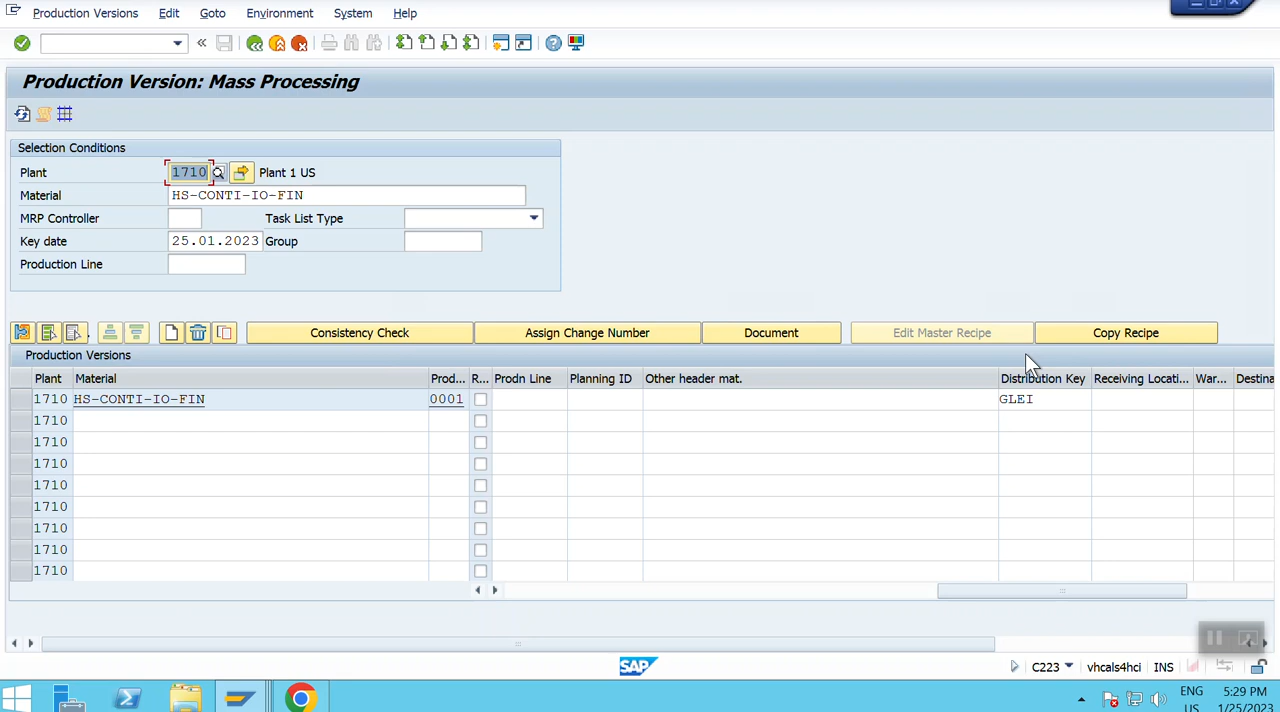 Production Versions Edit Goto Environment System Help
Production Version: Mass Processing
Selection Conditions
Plant 1710 Plant 1 US
Material HS-CONTI-IO-FIN
MRP Controller Task List Type
Key date 25.01.2023 Group
Production Line
Consistency Check Assign Change Number Document Edit Master Recipe Copy Recipe
Production Versions
Plant Material Prod... R... Prodn Line Planning ID Other header mat. Distribution Key Receiving Locati... War... Destina
1710 HS-CONTI-IO-FIN 0001 GLEI
1710
1710
1710
1710
1710
1710
1710
1710
SAP C223 vhcals4hci INS
ENG 5:29 PM
US 1/25/2023